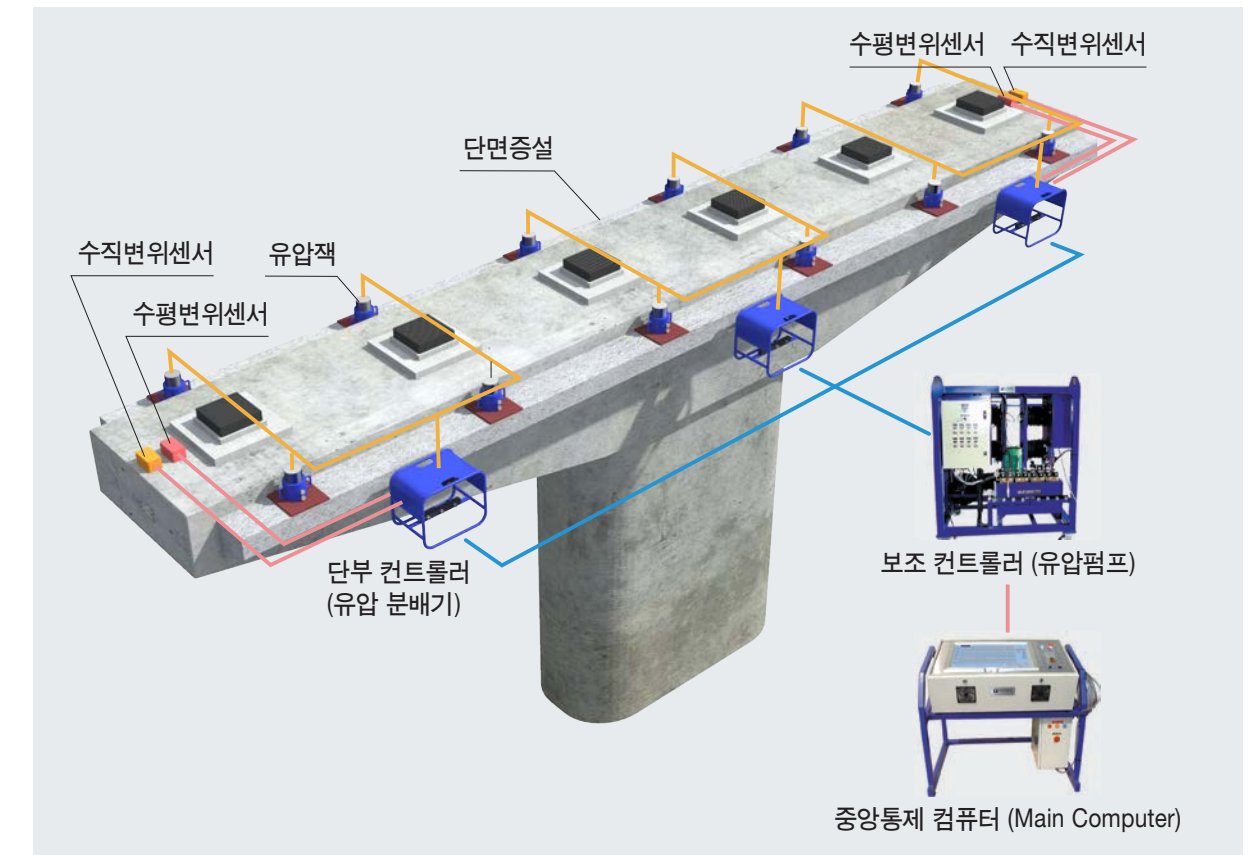 수평변위센서
수직변위센서
단면증설
수직변위센서
유압잭
수평변위센서
단부 컨트롤러
(유압 분배기)
보조 컨트롤러 (유압펌프)
중앙통제 컴퓨터 (Main Computer)